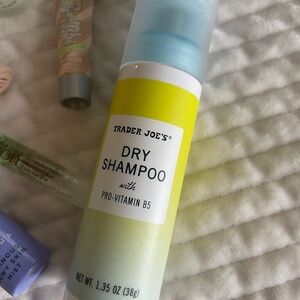 TRADER JOE'S®
DRY
SHAMPOO
with
PRO-VITAMIN B5
NET WT. 1.35 OZ (38g)